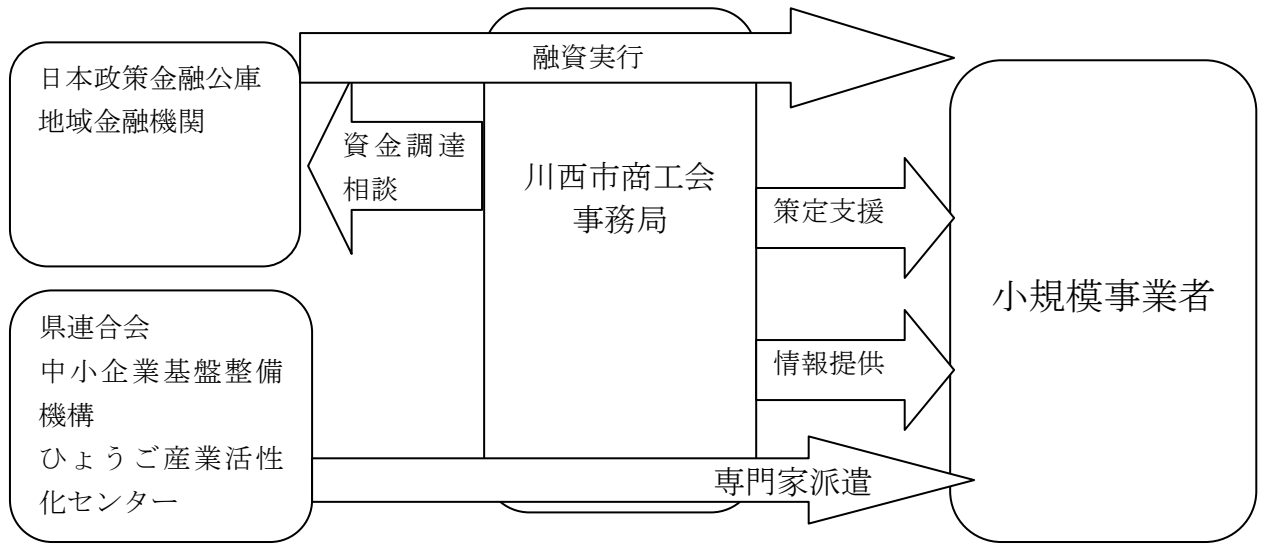 融資実行
日本政策金融公庫
地域金融機関
資金調達
相談
川西市商工会
事務局
策定支援
小規模事業者
情報提供
県連合会
中小企業基盤整備
機構
ひょうご産業活性
化センター
専門家派遣